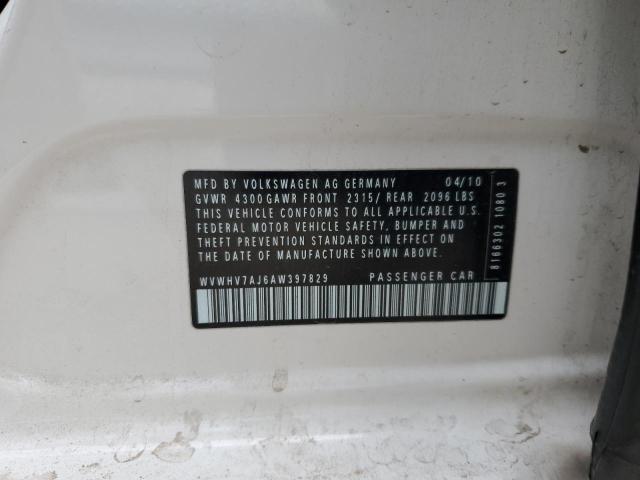 MFD BY VOLKSWAGEN AG GERMANY 04/10
GVWR 4300 GAWR FRONT 2315/ REAR 2096 LBS
THIS VEHICLE CONFORMS TO ALL APPLICABLE U.S.
FEDERAL MOTOR VEHICLE SAFETY, BUMPER AND
THEFT PREVENTION STANDARDS IN EFFECT ON
THE DATE OF MANUFACTURE SHOWN ABOVE.
WVWHV7AJ6AW397829 PASSENGER CAR
8166302 1080 3